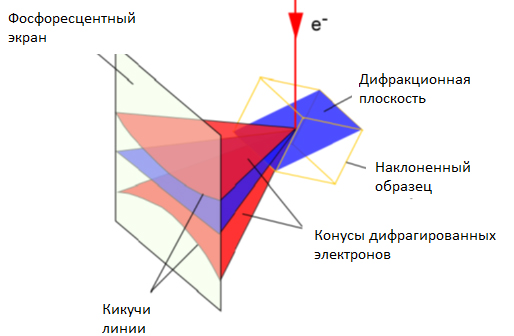 Фосфоресцентный
экран
e⁻
Дифракционная
плоскость
Наклоненный
образец
Конусы дифрагированных
электронов
Кикучи
линии